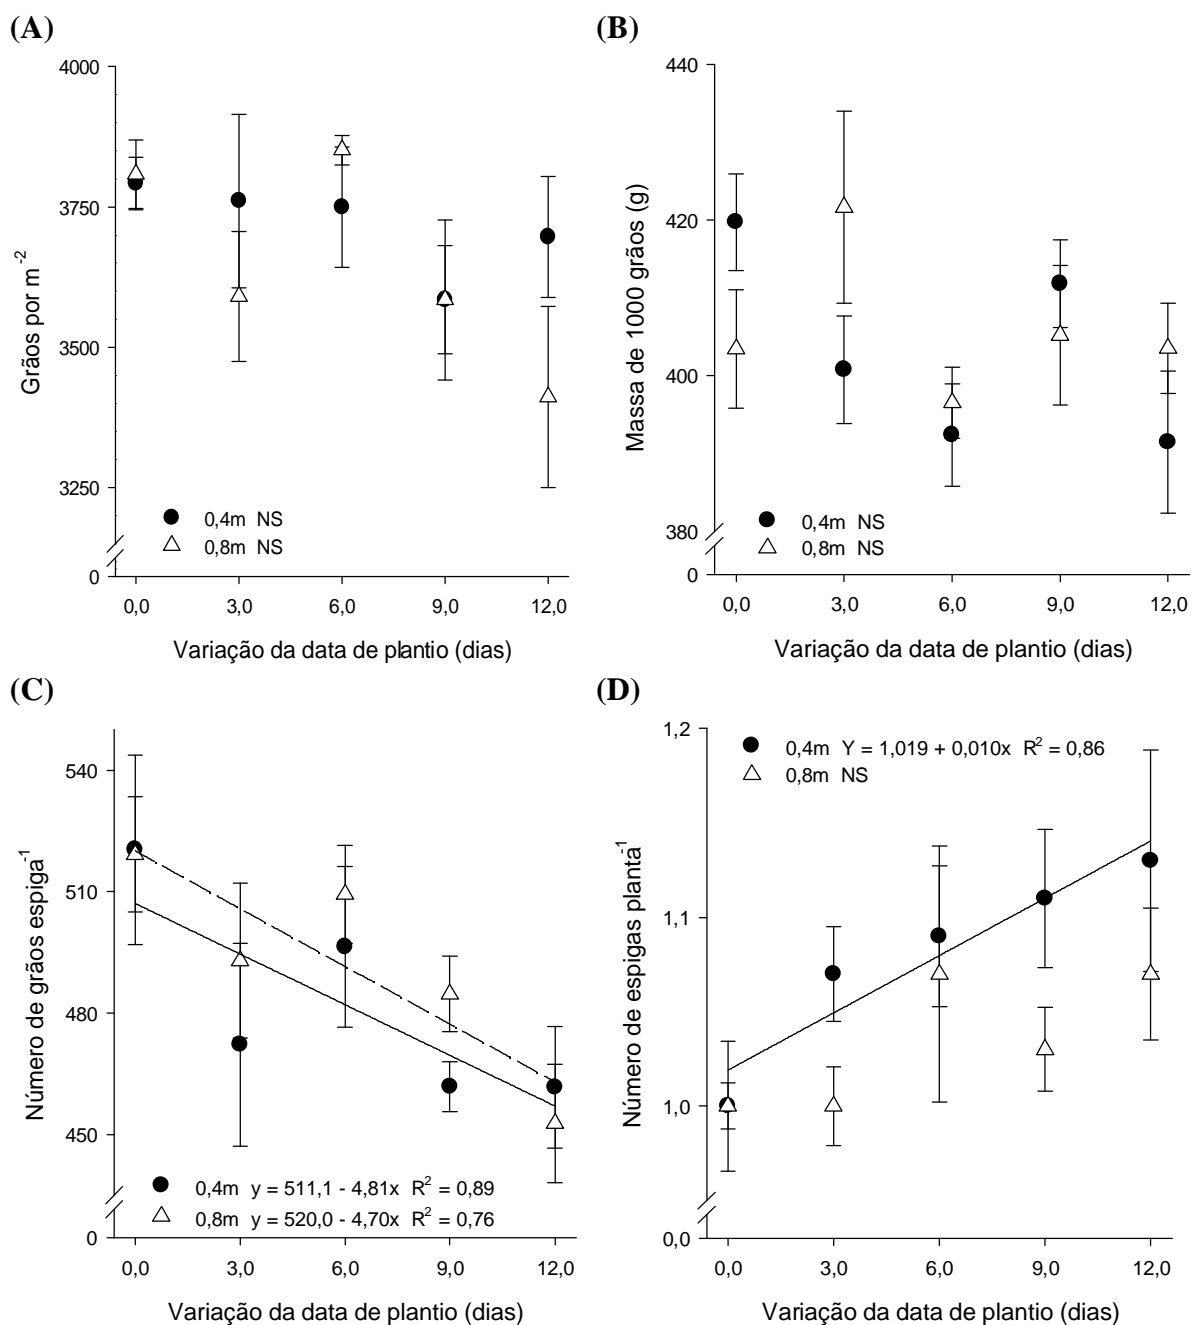 (A)
4000
3750
3500
3250
0
Grãos por m⁻²
0,4m NS
0,8m NS
0,0 3,0 6,0 9,0 12,0
Variação da data de plantio (dias)
(B)
440
420
400
380
0
Massa de 1000 grãos (g)
0,4m NS
0,8m NS
0,0 3,0 6,0 9,0 12,0
Variação da data de plantio (dias)
(C)
540
510
480
450
0
Número de grãos espiga⁻¹
0,4m y = 511,1 - 4,81x R² = 0,89
0,8m y = 520,0 - 4,70x R² = 0,76
0,0 3,0 6,0 9,0 12,0
Variação da data de plantio (dias)
(D)
1,2
1,1
1,0
0,0
Número de espigas planta⁻¹
0,4m Y = 1,019 + 0,010x R² = 0,86
0,8m NS
0,0 3,0 6,0 9,0 12,0
Variação da data de plantio (dias)